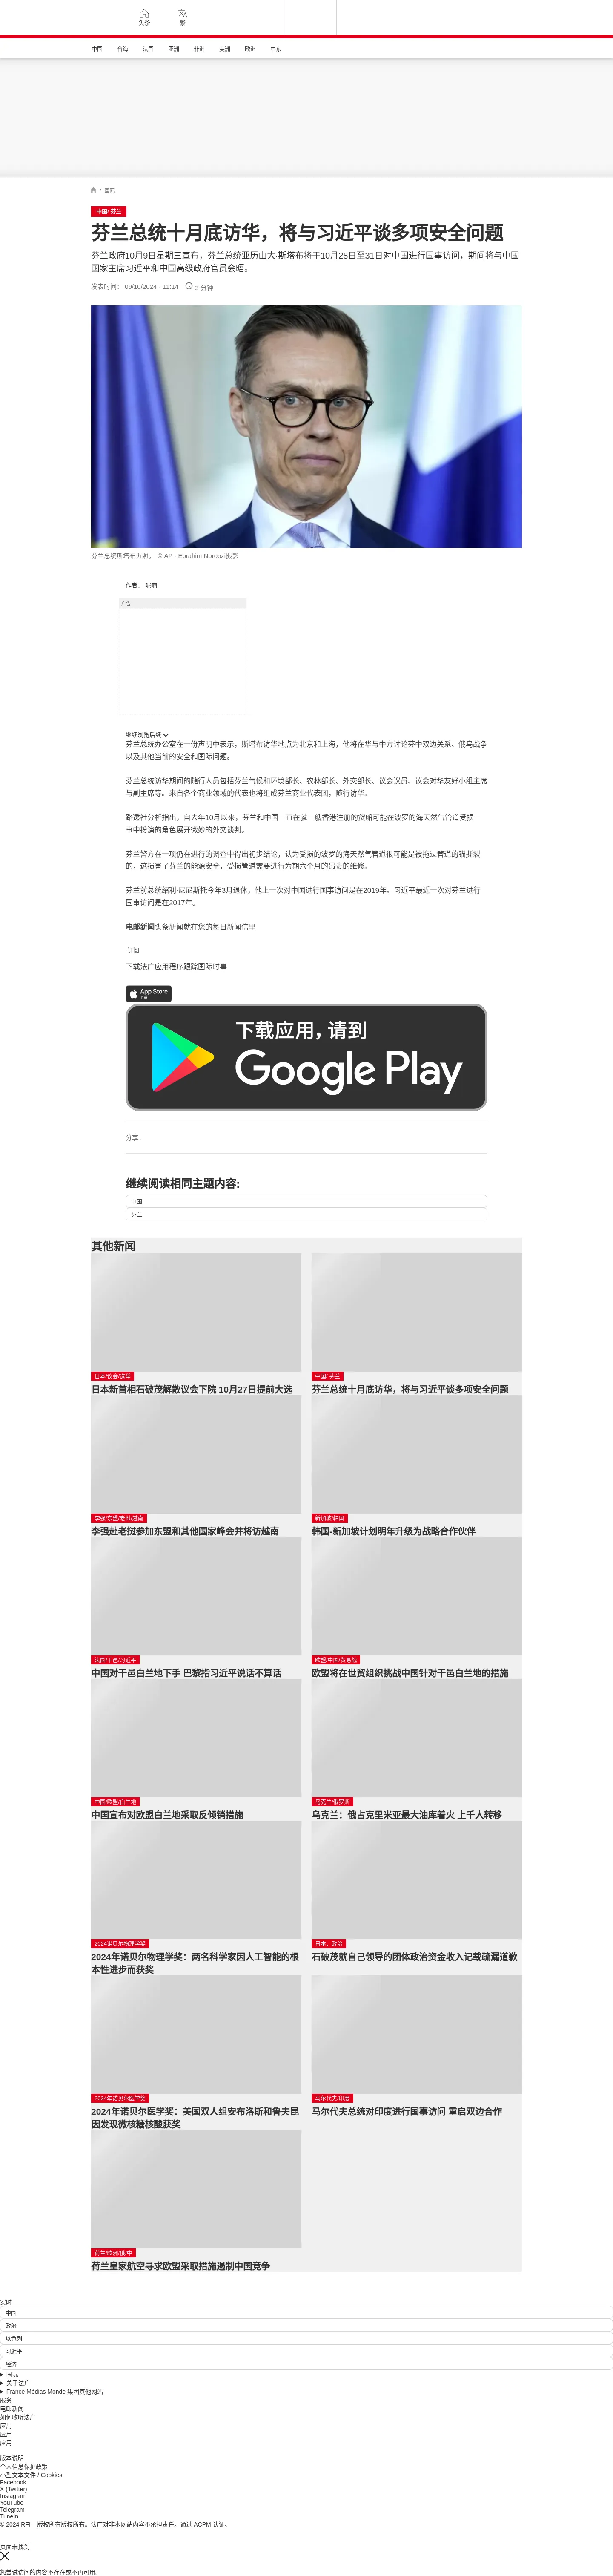 头条
繁
中国
台海
法国
亚洲
非洲
美洲
欧洲
中东
/ 国际
中国/ 芬兰
芬兰总统十月底访华，将与习近平谈多项安全问题
芬兰政府10月9日星期三宣布，芬兰总统亚历山大·斯塔布将于10月28日至31日对中国进行国事访问，期间将与中国
国家主席习近平和中国高级政府官员会晤。
发表时间： 09/10/2024 - 11:14
3 分钟
芬兰总统斯塔布近照。 © AP - Ebrahim Noroozi摄影
作者： 呢喃
广告
继续浏览后续
芬兰总统办公室在一份声明中表示，斯塔布访华地点为北京和上海，他将在华与中方讨论芬中双边关系、俄乌战争
以及其他当前的安全和国际问题。
芬兰总统访华期间的随行人员包括芬兰气候和环境部长、农林部长、外交部长、议会议员、议会对华友好小组主席
与副主席等。来自各个商业领域的代表也将组成芬兰商业代表团，随行访华。
路透社分析指出，自去年10月以来，芬兰和中国一直在就一艘香港注册的货船可能在波罗的海天然气管道受损一
事中扮演的角色展开微妙的外交谈判。
芬兰警方在一项仍在进行的调查中得出初步结论，认为受损的波罗的海天然气管道很可能是被拖过管道的锚撕裂
的，这损害了芬兰的能源安全，受损管道需要进行为期六个月的昂贵的维修。
芬兰前总统绍利·尼尼斯托今年3月退休，他上一次对中国进行国事访问是在2019年。习近平最近一次对芬兰进行
国事访问是在2017年。
电邮新闻头条新闻就在您的每日新闻信里
订阅
下载法广应用程序跟踪国际时事
App Store
下载
下载应用，请到
Google Play
分享 :
继续阅读相同主题内容:
中国
芬兰
其他新闻
日本/议会/选举
日本新首相石破茂解散议会下院 10月27日提前大选
中国/ 芬兰
芬兰总统十月底访华，将与习近平谈多项安全问题
李强/东盟/老挝/越南
李强赴老挝参加东盟和其他国家峰会并将访越南
新加坡/韩国
韩国-新加坡计划明年升级为战略合作伙伴
法国/干邑/习近平
中国对干邑白兰地下手 巴黎指习近平说话不算话
欧盟/中国/贸易战
欧盟将在世贸组织挑战中国针对干邑白兰地的措施
中国/欧盟/白兰地
中国宣布对欧盟白兰地采取反倾销措施
乌克兰/俄罗斯
乌克兰：俄占克里米亚最大油库着火 上千人转移
2024诺贝尔物理学奖
2024年诺贝尔物理学奖：两名科学家因人工智能的根
本性进步而获奖
日本，政治
石破茂就自己领导的团体政治资金收入记载疏漏道歉
2024年诺贝尔医学奖
2024年诺贝尔医学奖：美国双人组安布洛斯和鲁夫昆
因发现微核糖核酸获奖
马尔代夫/印度
马尔代夫总统对印度进行国事访问 重启双边合作
荷兰/欧洲/俄/中
荷兰皇家航空寻求欧盟采取措施遏制中国竞争
实时
中国
政治
以色列
习近平
经济
国际
关于法广
France Médias Monde 集团其他网站
服务
电邮新闻
如何收听法广
应用
应用
应用
版本说明
个人信息保护政策
小型文本文件 / Cookies
Facebook
X (Twitter)
Instagram
YouTube
Telegram
TuneIn
© 2024 RFI – 版权所有版权所有。法广对非本网站内容不承担责任。通过 ACPM 认证。
页面未找到
您尝试访问的内容不存在或不再可用。